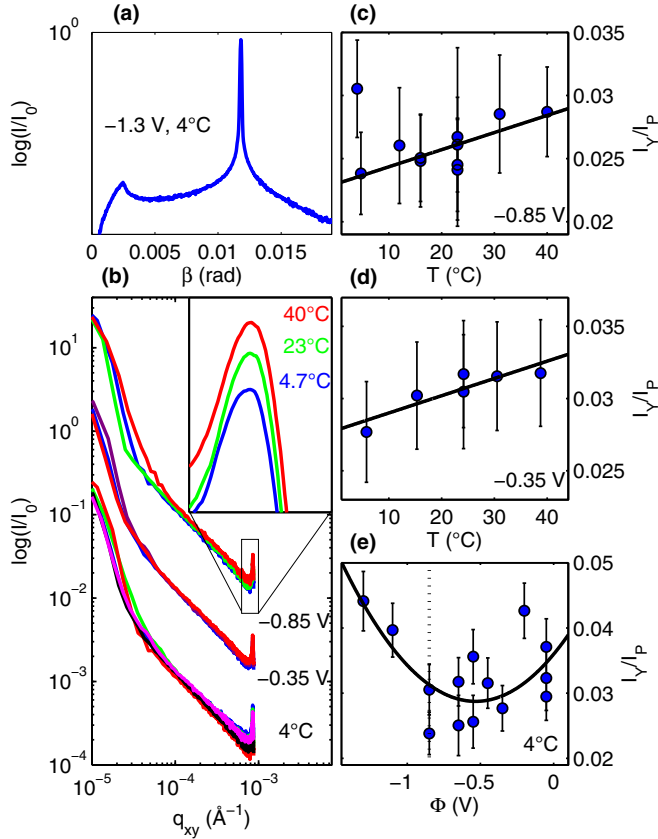 (a)
10⁰
log(I/I₀)
−1.3 V, 4°C
0 0.005 0.01 0.015
β (rad)
(c)
0.035
0.03
0.025
0.02
I_Y/I_P
−0.85 V
0 10 20 30 40
T (°C)
(b)
10¹
10⁰
10⁻¹
10⁻²
10⁻³
10⁻⁴
log(I/I₀)
40°C
23°C
4.7°C
−0.85 V
−0.35 V
4°C
10⁻⁵ 10⁻⁴ 10⁻³ 10⁻²
q_xy (Å⁻¹)
(d)
0.035
0.03
0.025
I_Y/I_P
−0.35 V
0 10 20 30 40
T (°C)
(e)
0.05
0.04
0.03
0.02
I_Y/I_P
4°C
−1 −0.5 0
Φ (V)